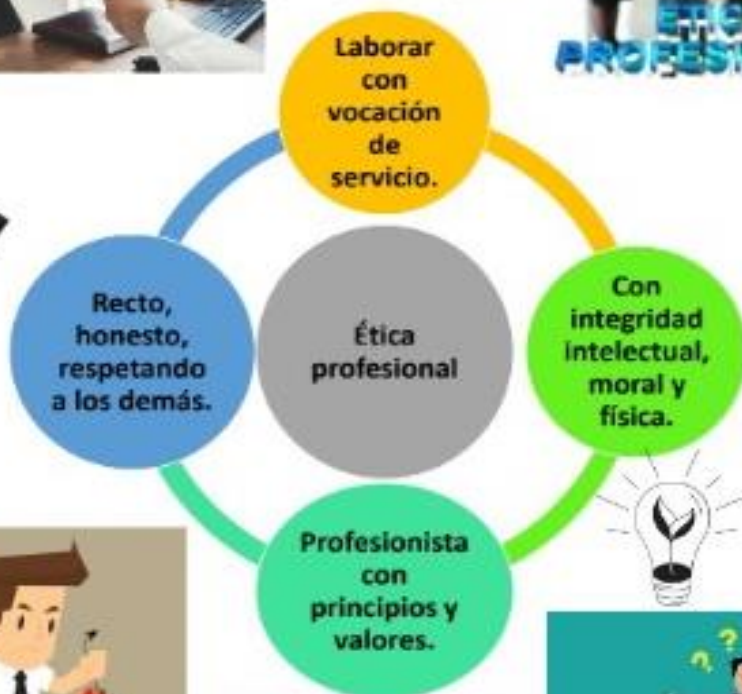 Laborar
con
vocación
de
servicio.
Recto,
honesto,
respetando
a los demás.
Ética
profesional
Con
integridad
intelectual,
moral y
física.
Profesionista
con
principios y
valores.
? ?